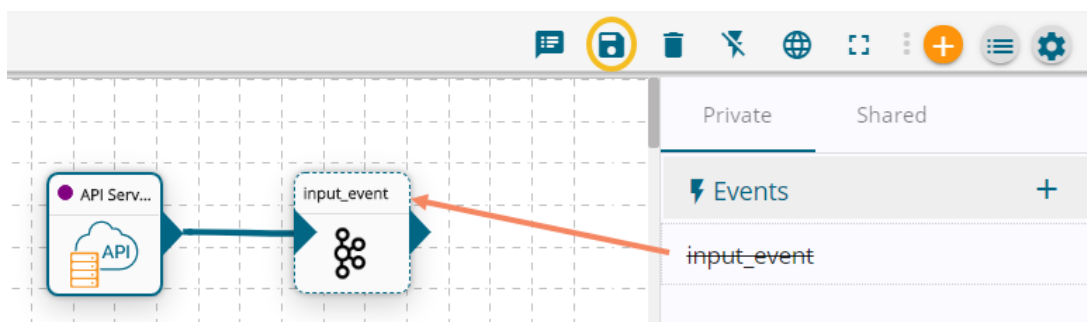 Private
Shared
API Serv...
input_event
Events
API
input_event